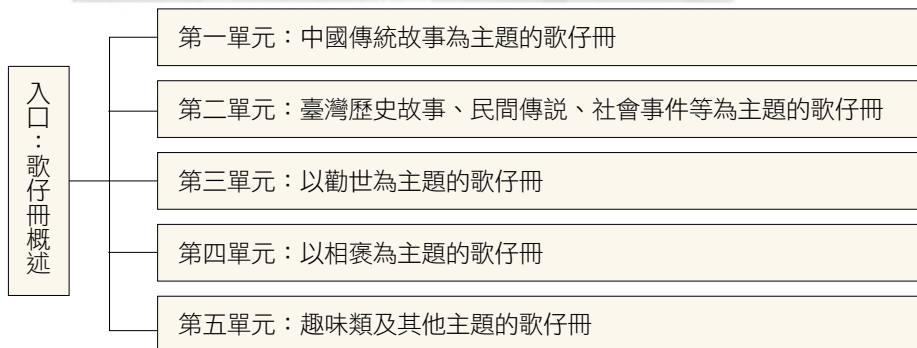 入口：歌仔冊概述
第一單元：中國傳統故事為主題的歌仔冊
第二單元：臺灣歷史故事、民間傳說、社會事件等為主題的歌仔冊
第三單元：以勸世為主題的歌仔冊
第四單元：以相褒為主題的歌仔冊
第五單元：趣味類及其他主題的歌仔冊